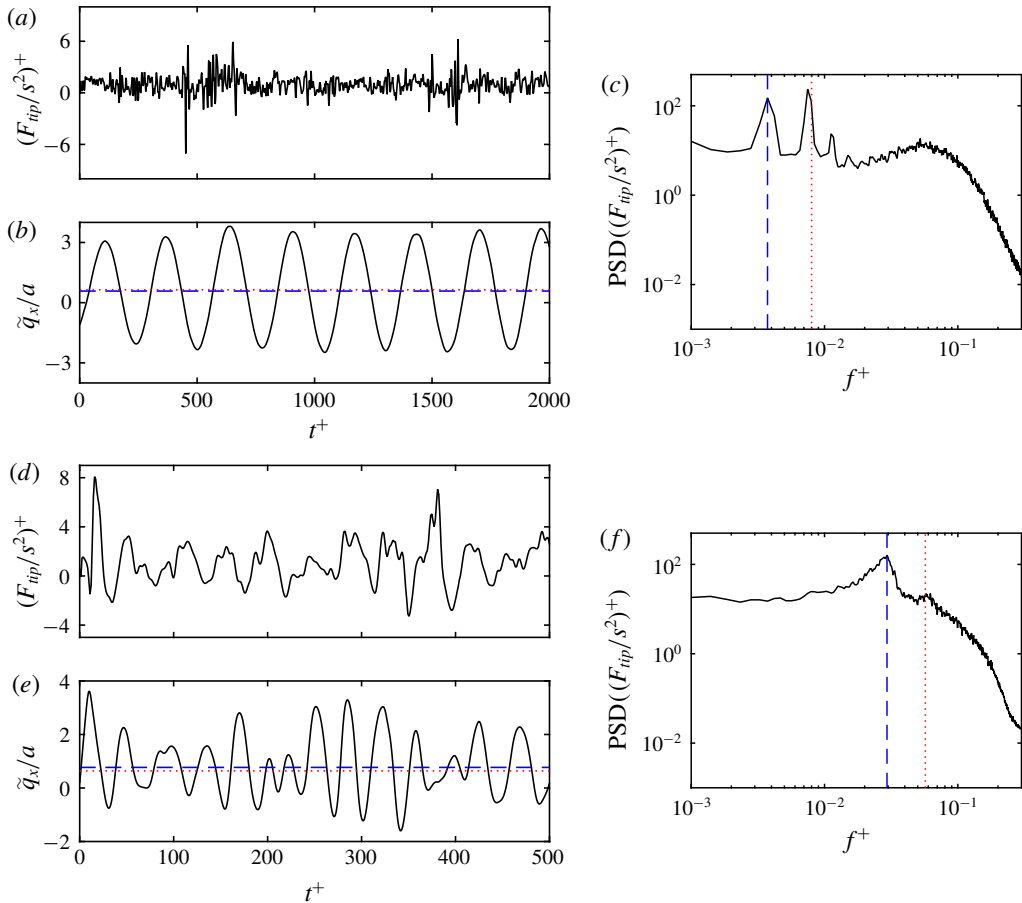 (a)
6
0
−6
(F_tip/s²)⁺
(b)
3
0
−3
q̃_x/a
0 500 1000 1500 2000
t⁺
(c)
10² 10⁰ 10⁻²
PSD((F_tip/s²)⁺)
10⁻³ 10⁻² 10⁻¹
f⁺
(d)
8
4
0
−4
(F_tip/s²)⁺
(e)
4
2
0
−2
q̃_x/a
0 100 200 300 400 500
t⁺
(f)
10² 10⁰ 10⁻²
PSD((F_tip/s²)⁺)
10⁻³ 10⁻² 10⁻¹
f⁺